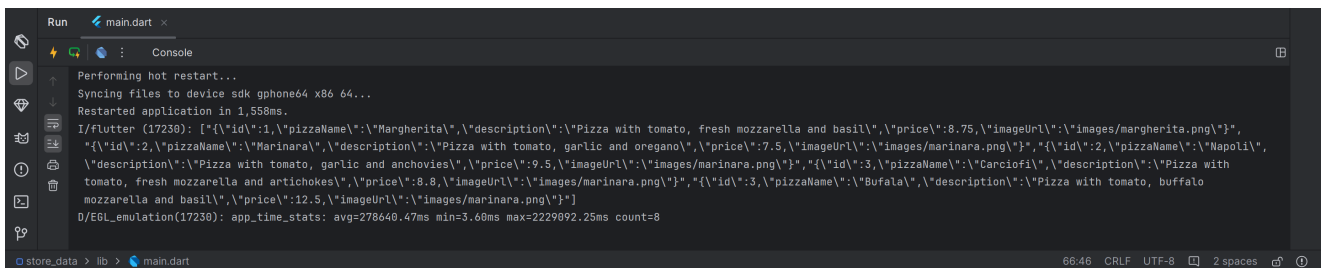 Run main.dart ×
Console
Performing hot restart...
Syncing files to device sdk gphone64 x86 64...
Restarted application in 1,558ms.
I/flutter (17230): ["{\"id\":1,\"pizzaName\":\"Margherita\",\"description\":\"Pizza with tomato, fresh mozzarella and basil\",\"price\":8.75,\"imageUrl\":\"images/margherita.png\"}",
"{\"id\":2,\"pizzaName\":\"Marinara\",\"description\":\"Pizza with tomato, garlic and oregano\",\"price\":7.5,\"imageUrl\":\"images/marinara.png\"}","{\"id\":2,\"pizzaName\":\"Napoli\",
\"description\":\"Pizza with tomato, garlic and anchovies\",\"price\":9.5,\"imageUrl\":\"images/marinara.png\"}","{\"id\":3,\"pizzaName\":\"Carciofi\",\"description\":\"Pizza with
tomato, fresh mozzarella and artichokes\",\"price\":8.8,\"imageUrl\":\"images/marinara.png\"}","{\"id\":3,\"pizzaName\":\"Bufala\",\"description\":\"Pizza with tomato, buffalo
mozzarella and basil\",\"price\":12.5,\"imageUrl\":\"images/marinara.png\"}"]
D/EGL_emulation(17230): app_time_stats: avg=278640.47ms min=3.60ms max=2229092.25ms count=8
store_data > lib > main.dart 66:46 CRLF UTF-8 2 spaces